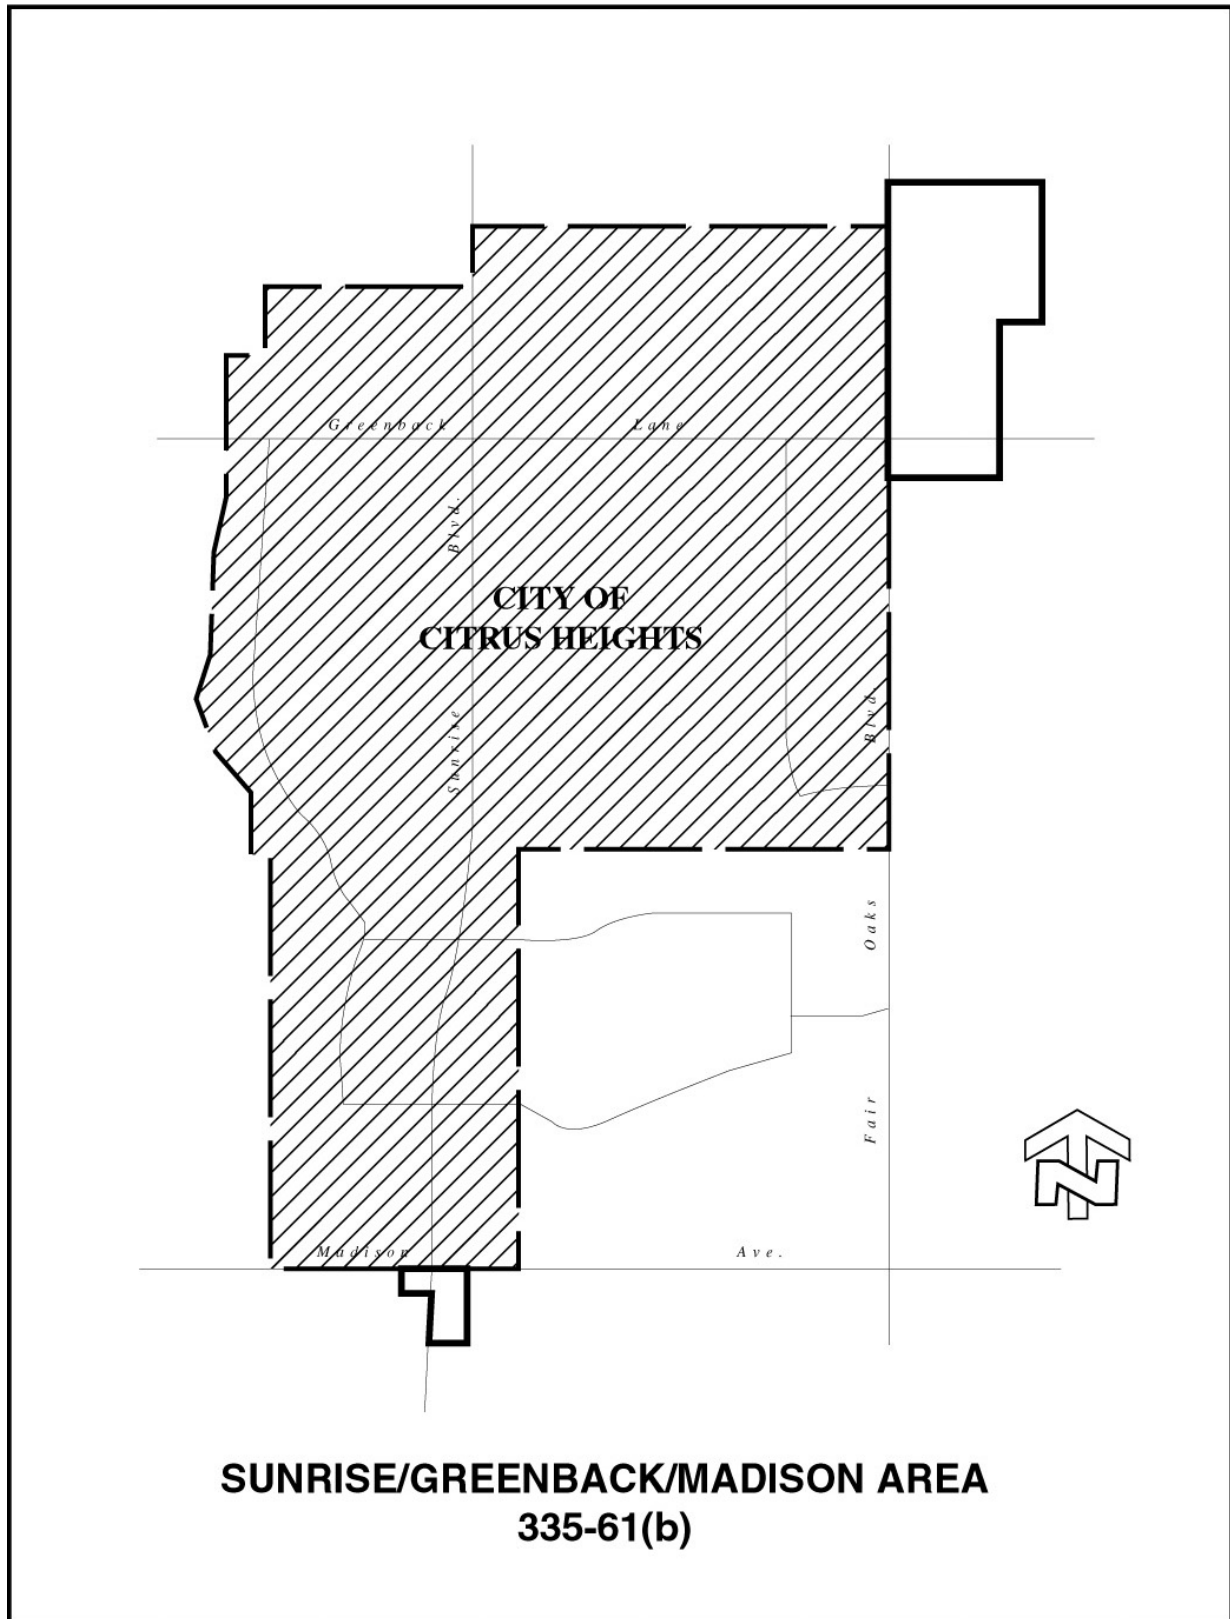 Greenback Lane
Blvd.
CITY OF
CITRUS HEIGHTS
Sunrise
Blvd.
Oaks
Fair
N
Madison Ave.
SUNRISE/GREENBACK/MADISON AREA
335-61(b)